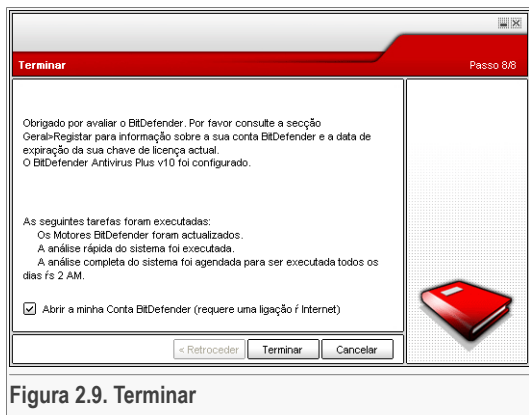 Terminar
Passo 8/8
Obrigado por avaliar o BitDefender. Por favor consulte a secção
Geral>Registar para informação sobre a sua conta BitDefender e a data de
expiração da sua chave de licença actual.
O BitDefender Antivirus Plus v10 foi configurado.
As seguintes tarefas foram executadas:
Os Motores BitDefender foram actualizados.
A análise rápida do sistema foi executada.
A análise completa do sistema foi agendada para ser executada todos os
dias ŕs 2 AM.
Abrir a minha Conta BitDefender (requere uma ligação ŕ Internet)
< Retroceder
Terminar
Cancelar
Figura 2.9. Terminar